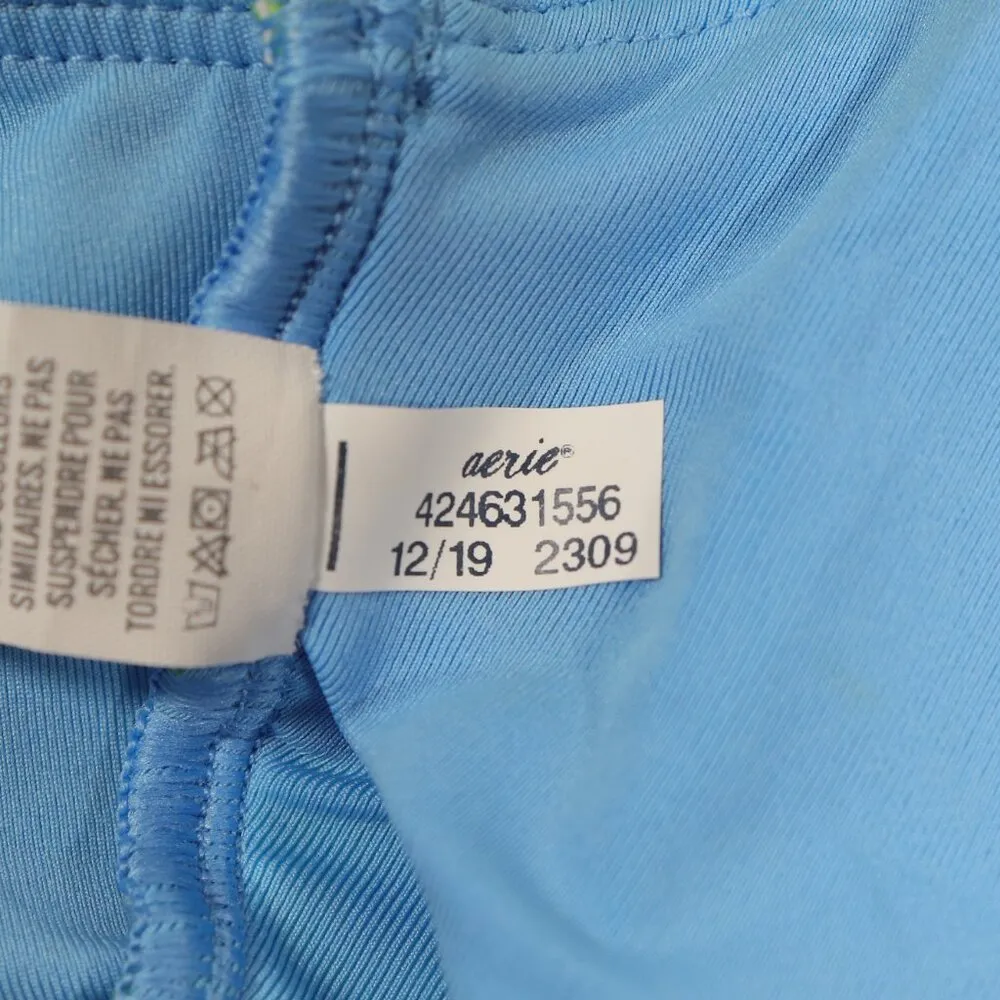 SIMILAIRES. NE PAS
SUSPENDRE POUR
SÉCHER. NE PAS
TORDRE NI ESSORER.
aerie®
424631556
12/19 2309